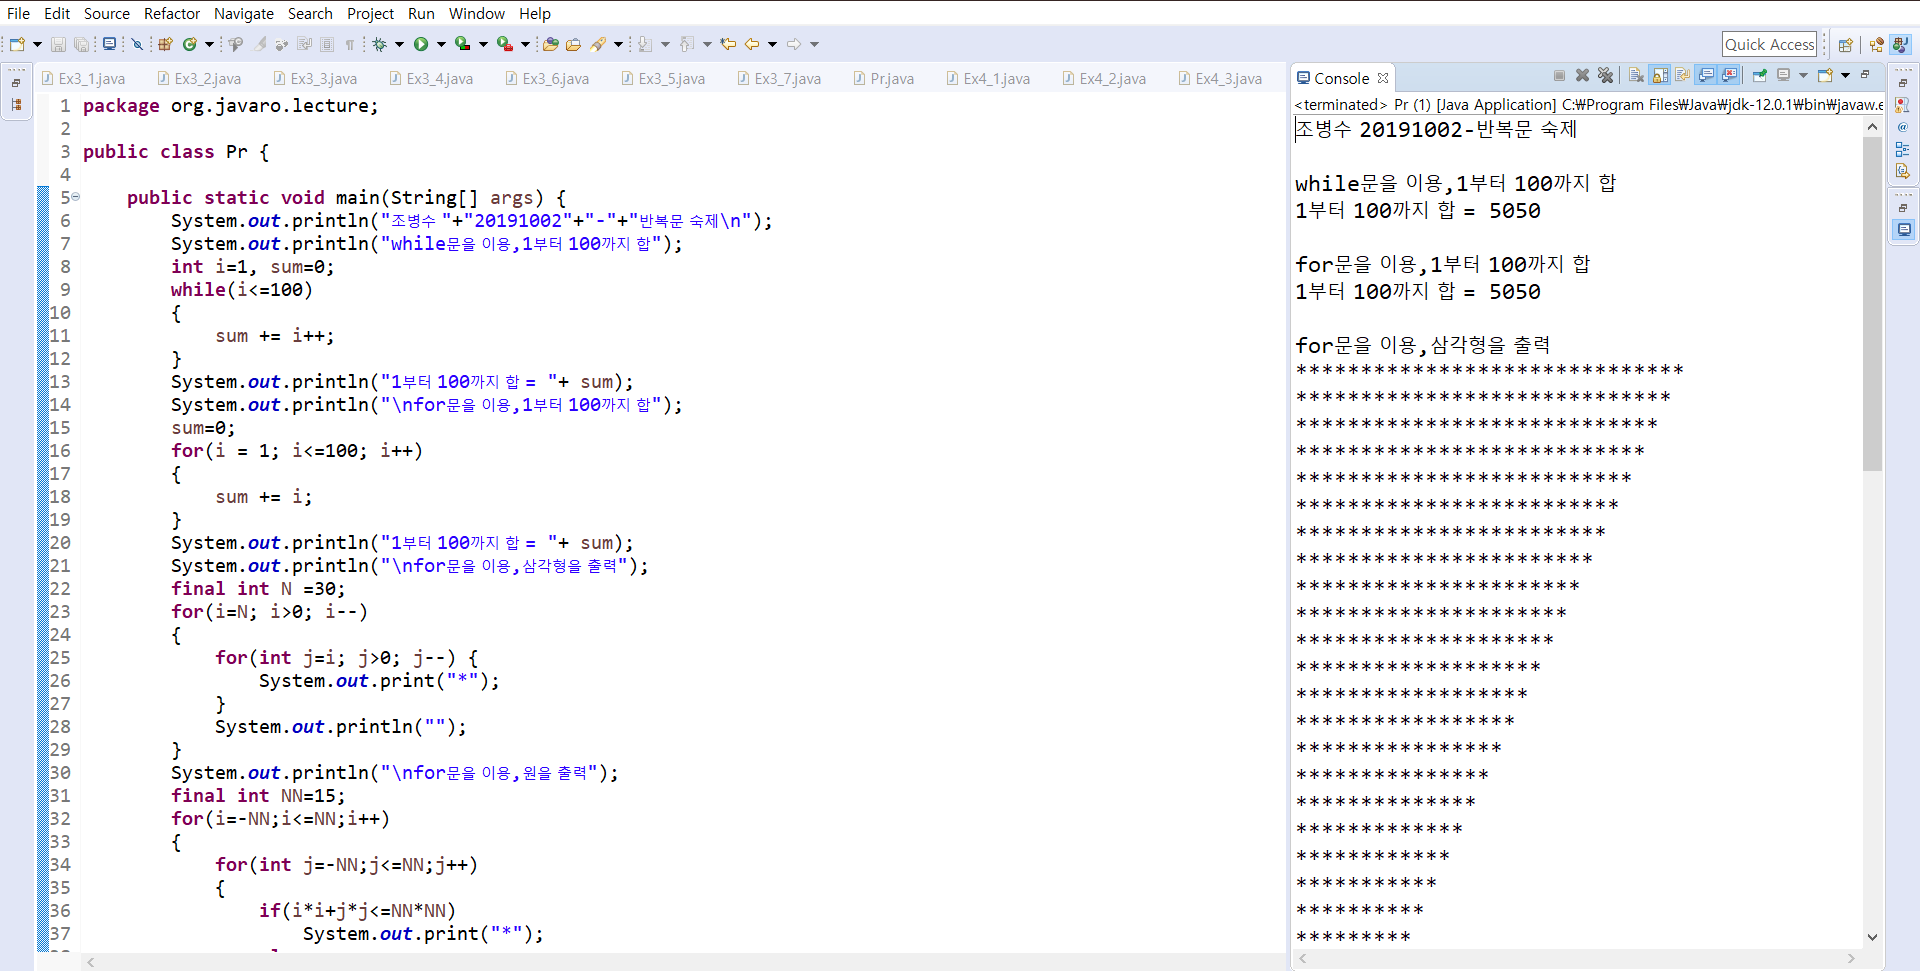 File Edit Source Refactor Navigate Search Project Run Window Help
Quick Access
Ex3_1.java Ex3_2.java Ex3_3.java Ex3_4.java Ex3_6.java Ex3_5.java Ex3_7.java Pr.java Ex4_1.java Ex4_2.java Ex4_3.java
1 package org.javaro.lecture;
2
3 public class Pr {
4
5 public static void main(String[] args) {
6 System.out.println("조병수 "+"20191002"+"-"+"반복문 숙제\n");
7 System.out.println("while문을 이용,1부터 100까지 합");
8 int i=1, sum=0;
9 while(i<=100)
10 {
11 sum += i++;
12 }
13 System.out.println("1부터 100까지 합 = "+ sum);
14 System.out.println("\nfor문을 이용,1부터 100까지 합");
15 sum=0;
16 for(i = 1; i<=100; i++)
17 {
18 sum += i;
19 }
20 System.out.println("1부터 100까지 합 = "+ sum);
21 System.out.println("\nfor문을 이용,삼각형을 출력");
22 final int N =30;
23 for(i=N; i>0; i--)
24 {
25 for(int j=i; j>0; j--) {
26 System.out.print("*");
27 }
28 System.out.println("");
29 }
30 System.out.println("\nfor문을 이용,원을 출력");
31 final int NN=15;
32 for(i=-NN;i<=NN;i++)
33 {
34 for(int j=-NN;j<=NN;j++)
35 {
36 if(i*i+j*j<=NN*NN)
37 System.out.print("*");
Console
<terminated> Pr (1) [Java Application] C:₩Program Files₩Java₩jdk-12.0.1₩bin₩javaw.e
조병수 20191002-반복문 숙제
while문을 이용,1부터 100까지 합
1부터 100까지 합 = 5050
for문을 이용,1부터 100까지 합
1부터 100까지 합 = 5050
for문을 이용,삼각형을 출력
******************************
*****************************
****************************
***************************
**************************
*************************
************************
***********************
**********************
*********************
********************
*******************
******************
*****************
****************
***************
**************
*************
************
***********
**********
*********